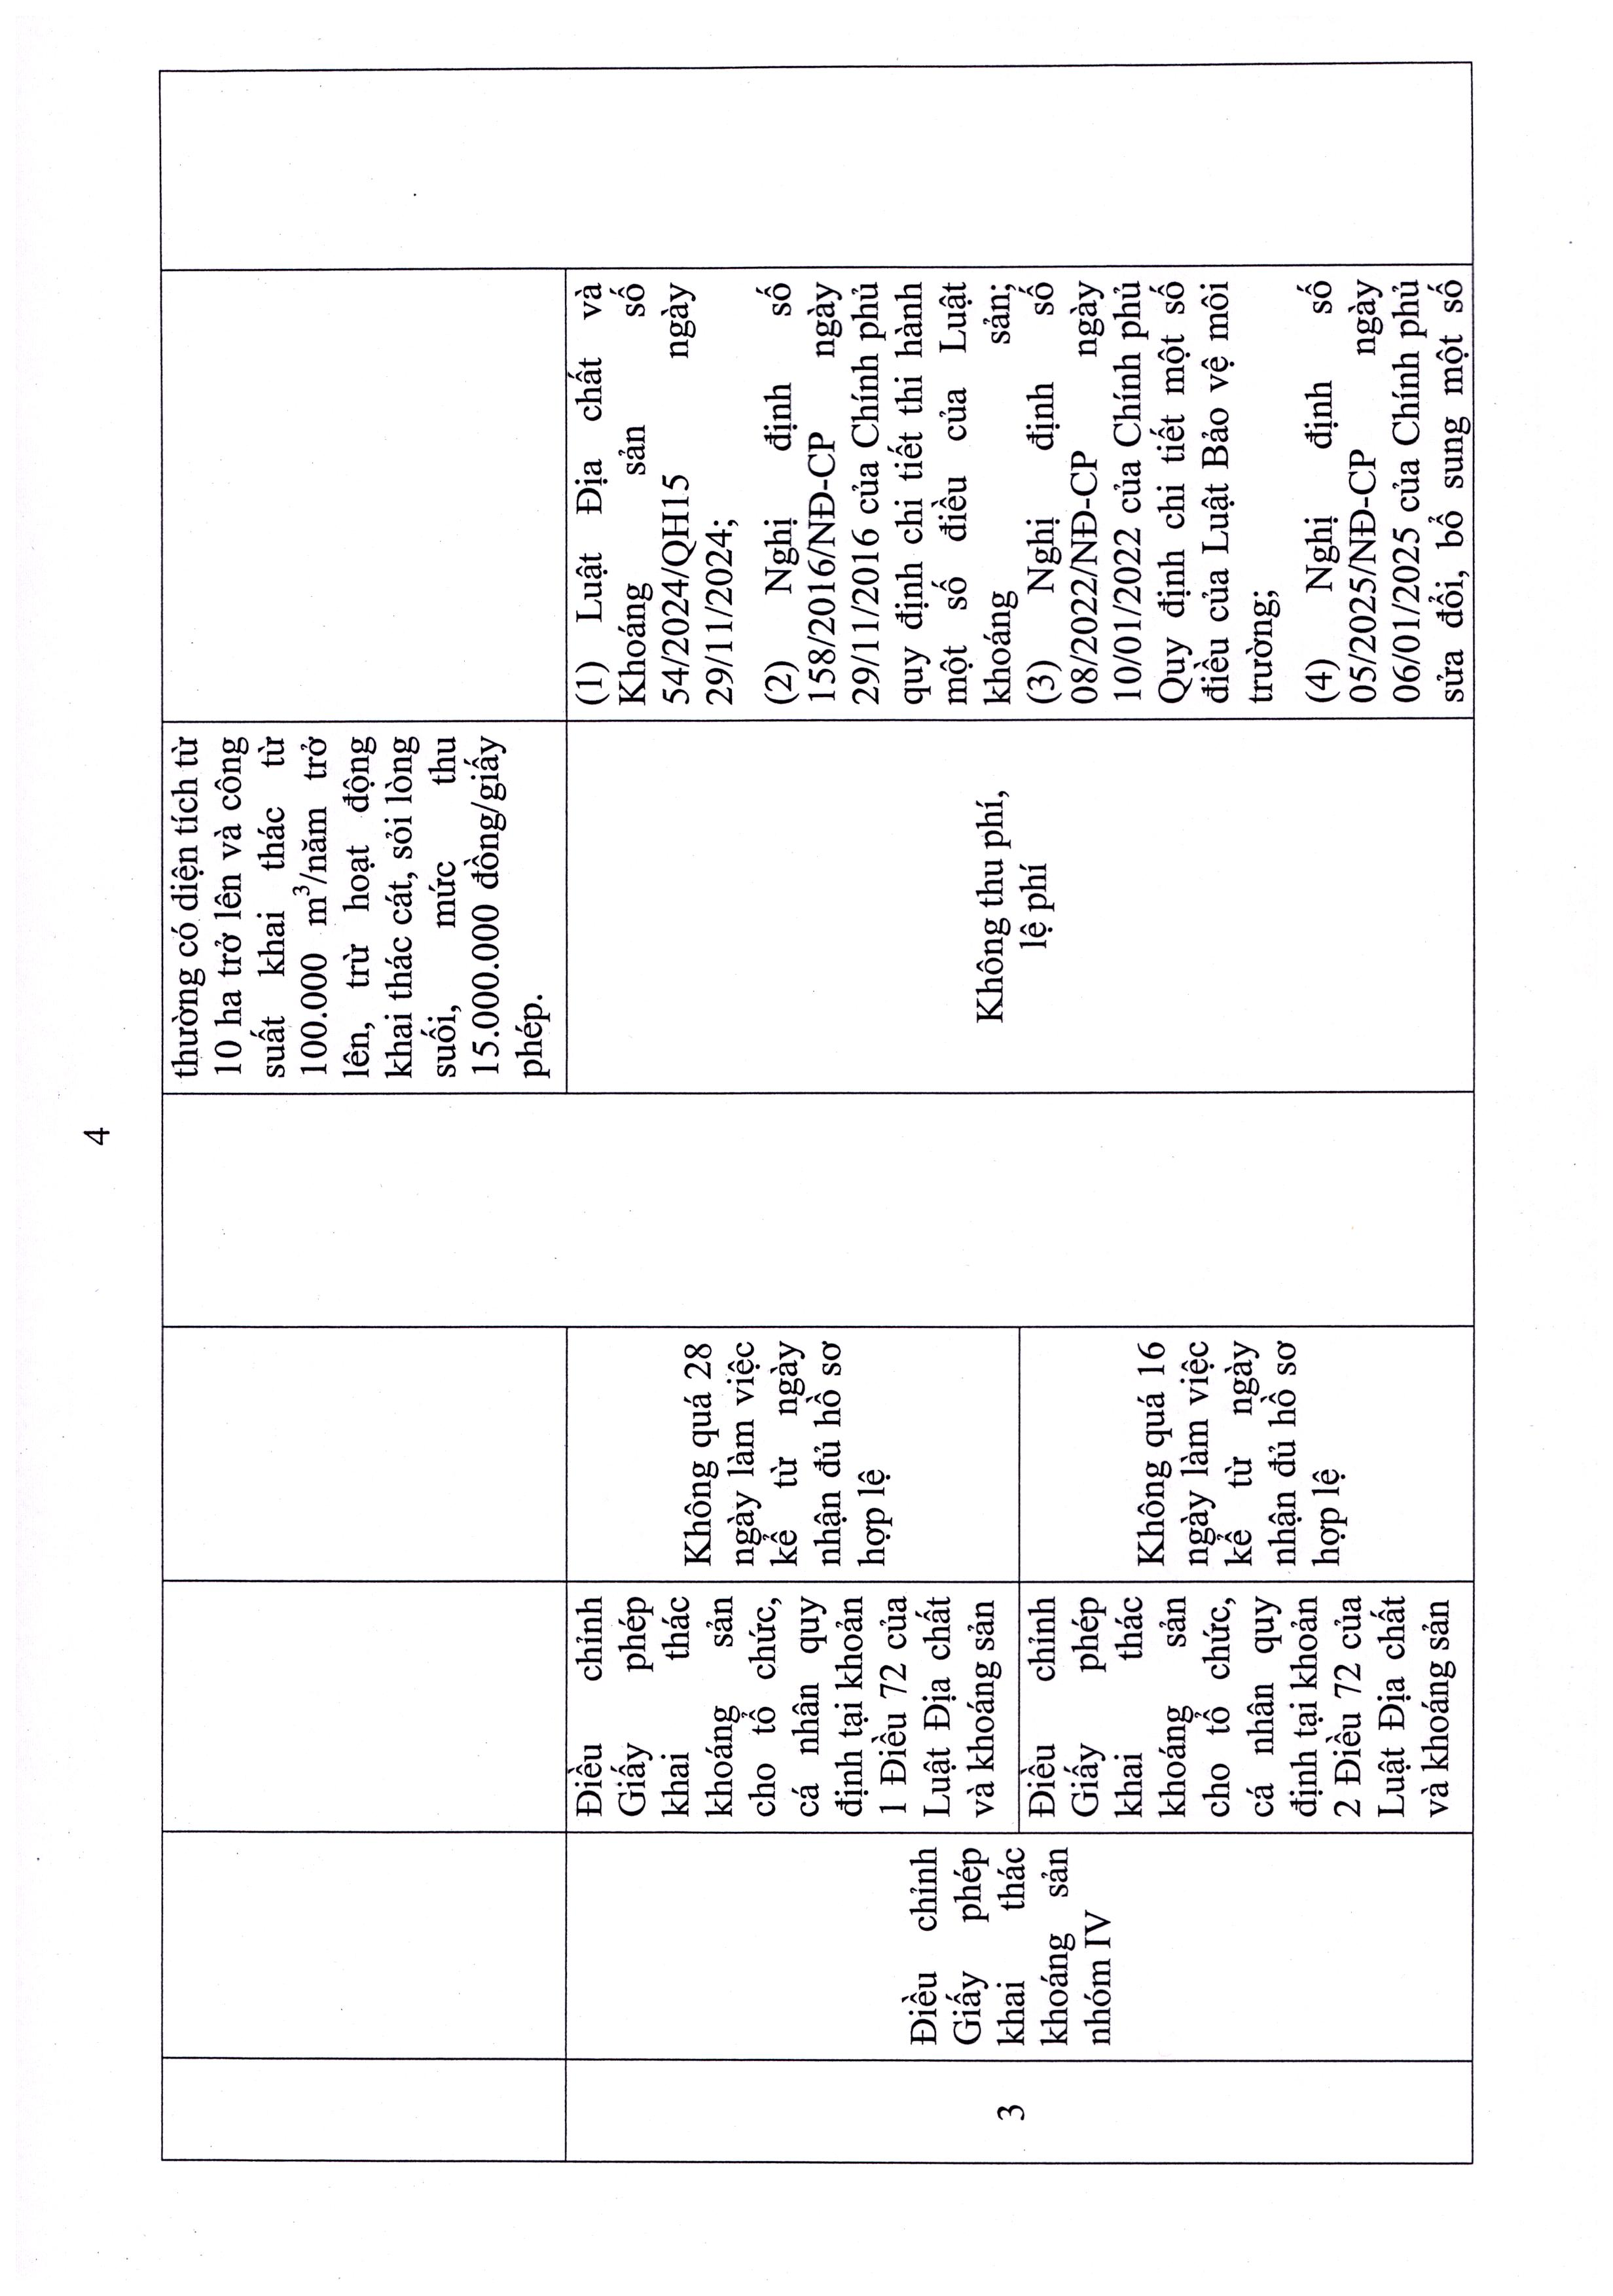 4
thường có diện tích từ
10 ha trở lên và công
suất khai thác từ
100.000 m³/năm trở
lên, trừ hoạt động
khai thác cát, sỏi lòng
suối, mức thu
15.000.000 đồng/giấy
phép.
3
Điều chỉnh
Giấy phép
khai thác
khoáng sản
nhóm IV
Điều chỉnh
Giấy phép
khai thác
khoáng sản
cho tổ chức,
cá nhân quy
định tại khoản
1 Điều 72 của
Luật Địa chất
và khoáng sản
Không quá 28
ngày làm việc
kể từ ngày
nhận đủ hồ sơ
hợp lệ
Điều chỉnh
Giấy phép
khai thác
khoáng sản
cho tổ chức,
cá nhân quy
định tại khoản
2 Điều 72 của
Luật Địa chất
và khoáng sản
Không quá 16
ngày làm việc
kể từ ngày
nhận đủ hồ sơ
hợp lệ
Không thu phí,
lệ phí
(1) Luật Địa chất và
Khoáng sản số
54/2024/QH15 ngày
29/11/2024;
(2) Nghị định số
158/2016/NĐ-CP ngày
29/11/2016 của Chính phủ
quy định chi tiết thi hành
một số điều của Luật
khoáng sản;
(3) Nghị định số
08/2022/NĐ-CP ngày
10/01/2022 của Chính phủ
Quy định chi tiết một số
điều của Luật Bảo vệ môi
trường;
(4) Nghị định số
05/2025/NĐ-CP ngày
06/01/2025 của Chính phủ
sửa đổi, bổ sung một số